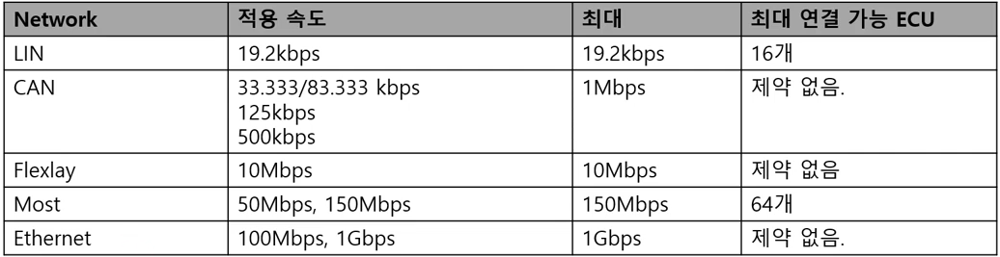 Network 적용 속도 최대 최대 연결 가능 ECU
LIN 19.2kbps 19.2kbps 16개
CAN 33.333/83.333 kbps 1Mbps 제약 없음.
125kbps
500kbps
Flexlay 10Mbps 10Mbps 제약 없음
Most 50Mbps, 150Mbps 150Mbps 64개
Ethernet 100Mbps, 1Gbps 1Gbps 제약 없음.